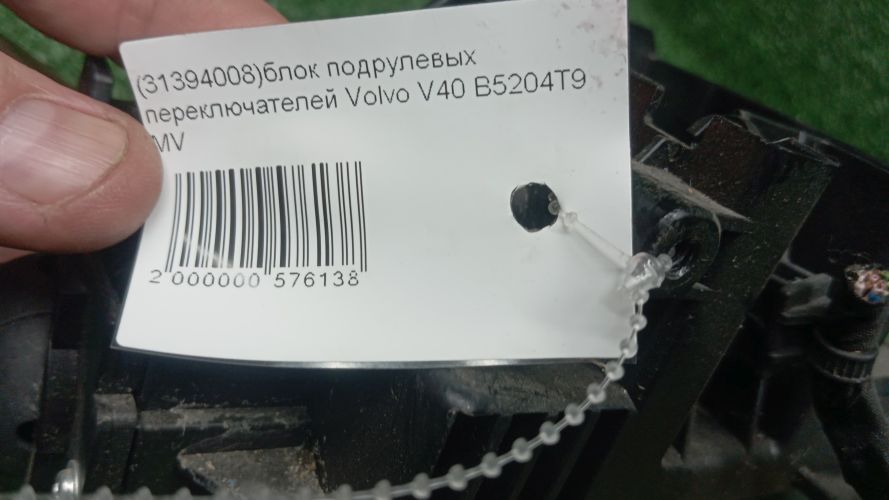 (31394008)блок подрулевых
переключателей Volvo V40 B5204T9
MV
2 000000 576138